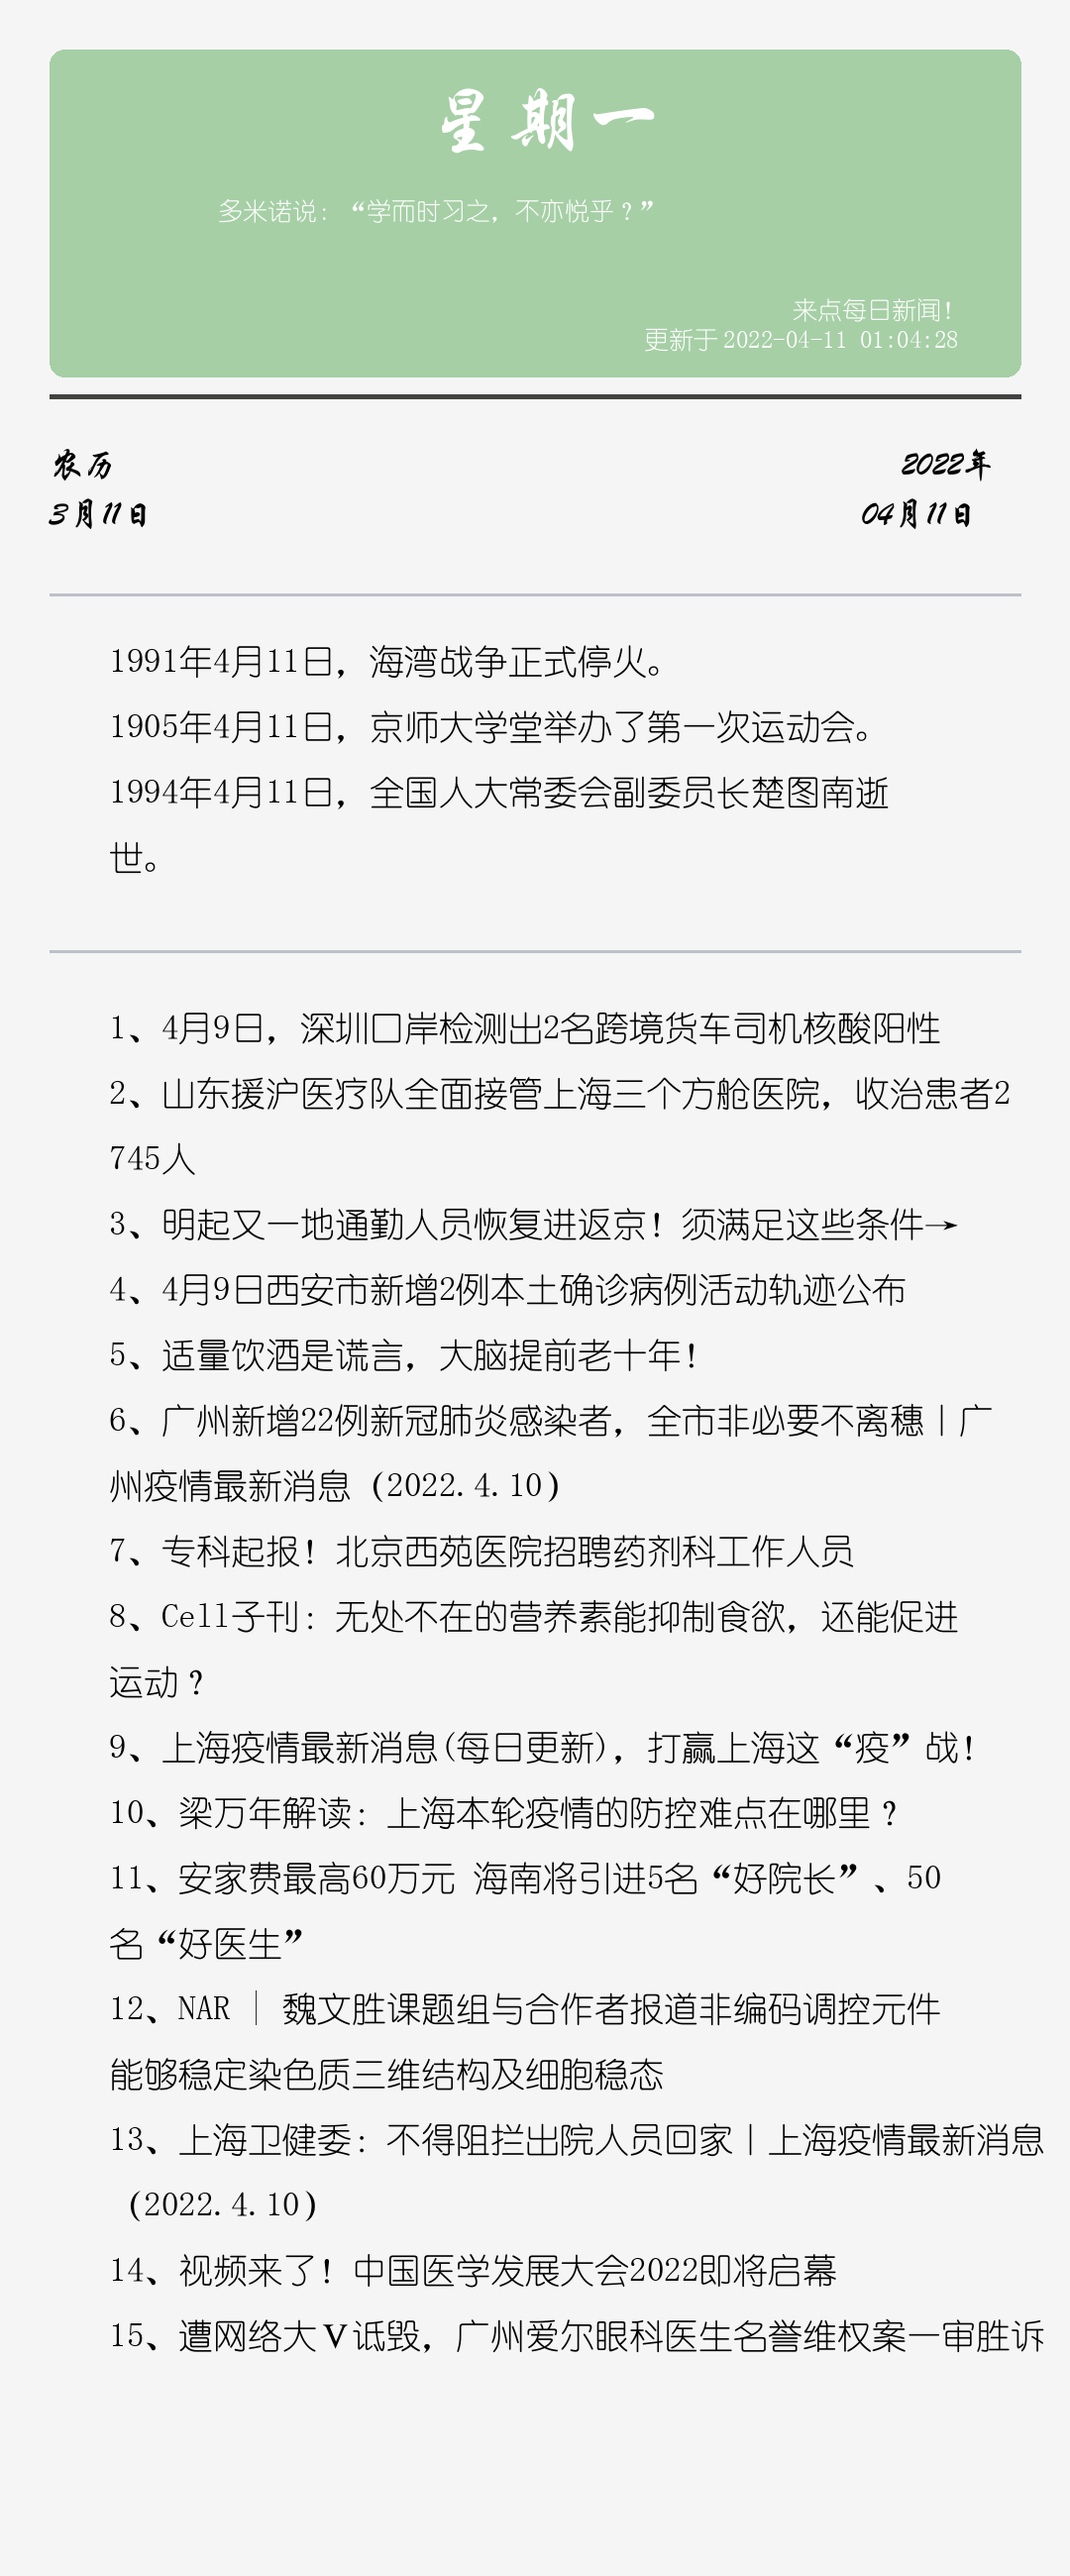 星期一
多米诺说：“学而时习之，不亦悦乎？”
来点每日新闻！
更新于2022-04-11 01:04:28
农历
2022年
3月11日
04月11日
1991年4月11日，海湾战争正式停火。
1905年4月11日，京师大学堂举办了第一次运动会。
1994年4月11日，全国人大常委会副委员长楚图南逝
世。
1、4月9日，深圳口岸检测出2名跨境货车司机核酸阳性
2、山东援沪医疗队全面接管上海三个方舱医院，收治患者2
745人
3、明起又一地通勤人员恢复进返京！须满足这些条件→
4、4月9日西安市新增2例本土确诊病例活动轨迹公布
5、适量饮酒是谎言，大脑提前老十年！
6、广州新增22例新冠肺炎感染者，全市非必要不离穗丨广
州疫情最新消息（2022.4.10）
7、专科起报！北京西苑医院招聘药剂科工作人员
8、Cell子刊：无处不在的营养素能抑制食欲，还能促进
运动？
9、上海疫情最新消息(每日更新)，打赢上海这“疫”战！
10、梁万年解读：上海本轮疫情的防控难点在哪里？
11、安家费最高60万元 海南将引进5名“好院长”、50
名“好医生”
12、NAR │ 魏文胜课题组与合作者报道非编码调控元件
能够稳定染色质三维结构及细胞稳态
13、上海卫健委：不得阻拦出院人员回家丨上海疫情最新消息
（2022.4.10）
14、视频来了！中国医学发展大会2022即将启幕
15、遭网络大Ⅴ诋毁，广州爱尔眼科医生名誉维权案一审胜诉